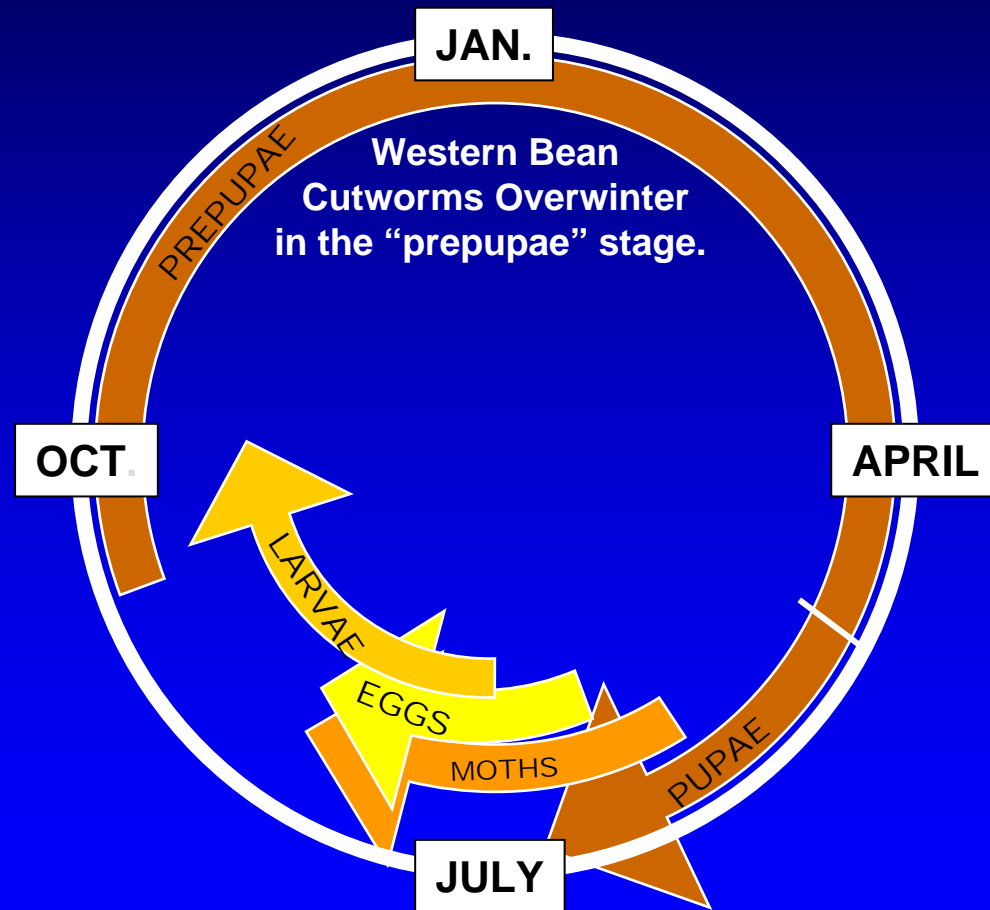 JAN.
PREPUPAE
Western Bean
Cutworms Overwinter
in the “prepupae” stage.
OCT.
APRIL
LARVAE
EGGS
MOTHS
PUPAE
JULY